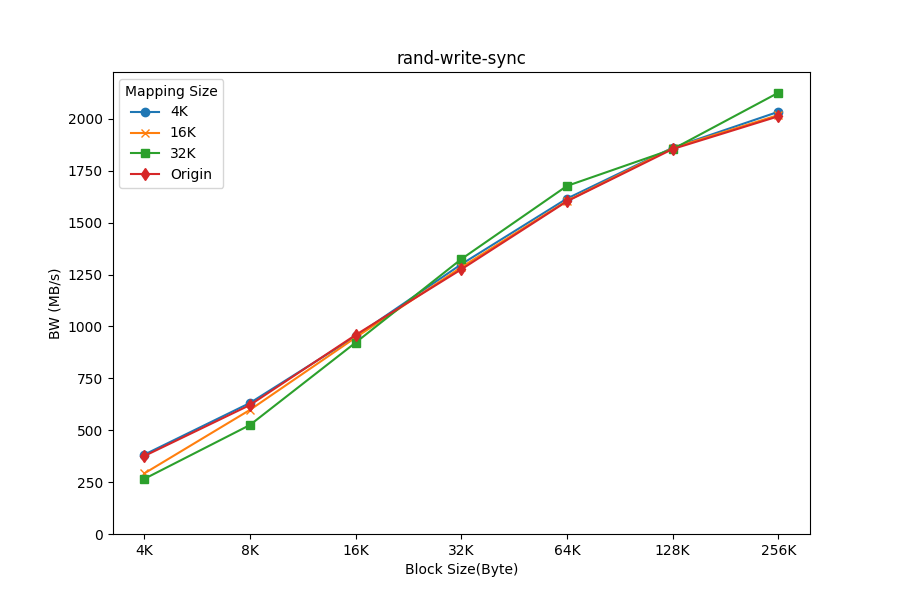 rand-write-sync
Mapping Size
4K
16K
32K
Origin
BW (MB/s)
2000
1750
1500
1250
1000
750
500
250
0
4K 8K 16K 32K 64K 128K 256K
Block Size(Byte)